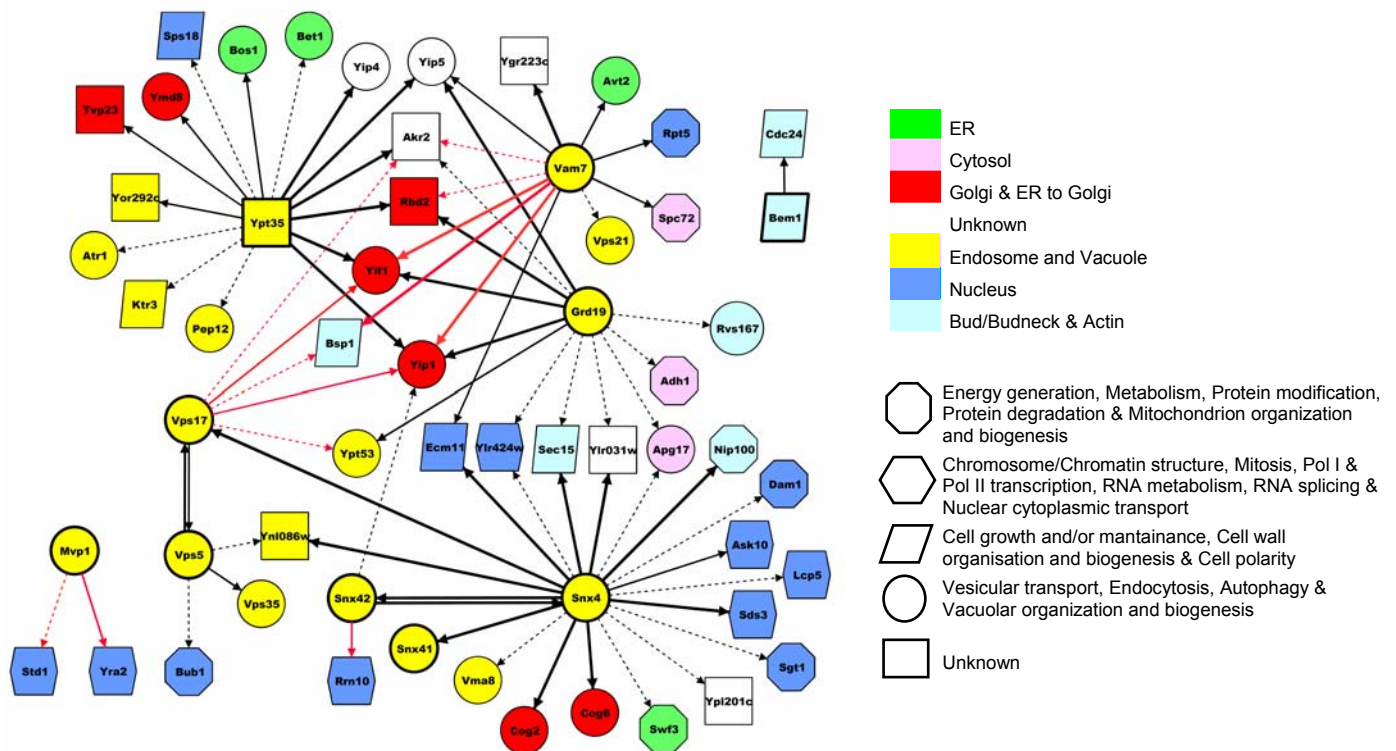 Sps18
Bos1
Bet1
Yip4
Yip5
Ygr223c
Avt2
Tvp23
Ymd8
Akr2
Rpt5
Cdc24
Vam7
Yor292c
Ypt35
Rbd2
Spc72
Bem1
Atr1
Vps21
Yif1
Ktr3
Pep12
Bsp1
Grd19
Rvs167
Yip1
Adh1
Vps17
Ypt53
Ecm11
Ylr424w
Sec15
Ylr031w
Apg17
Nip100
Dam1
Mvp1
Vps5
Ynl086w
Ask10
Lcp5
Vps35
Snx42
Snx4
Sds3
Snx41
Std1
Yra2
Bub1
Rrn10
Vma8
Sgt1
Cog2
Cog6
Swf3
Ypl201c
ER
Cytosol
Golgi & ER to Golgi
Unknown
Endosome and Vacuole
Nucleus
Bud/Budneck & Actin
Energy generation, Metabolism, Protein modification,
Protein degradation & Mitochondrion organization
and biogenesis
Chromosome/Chromatin structure, Mitosis, Pol I &
Pol II transcription, RNA metabolism, RNA splicing &
Nuclear cytoplasmic transport
Cell growth and/or mantainance, Cell wall
organisation and biogenesis & Cell polarity
Vesicular transport, Endocytosis, Autophagy &
Vacuolar organization and biogenesis
Unknown